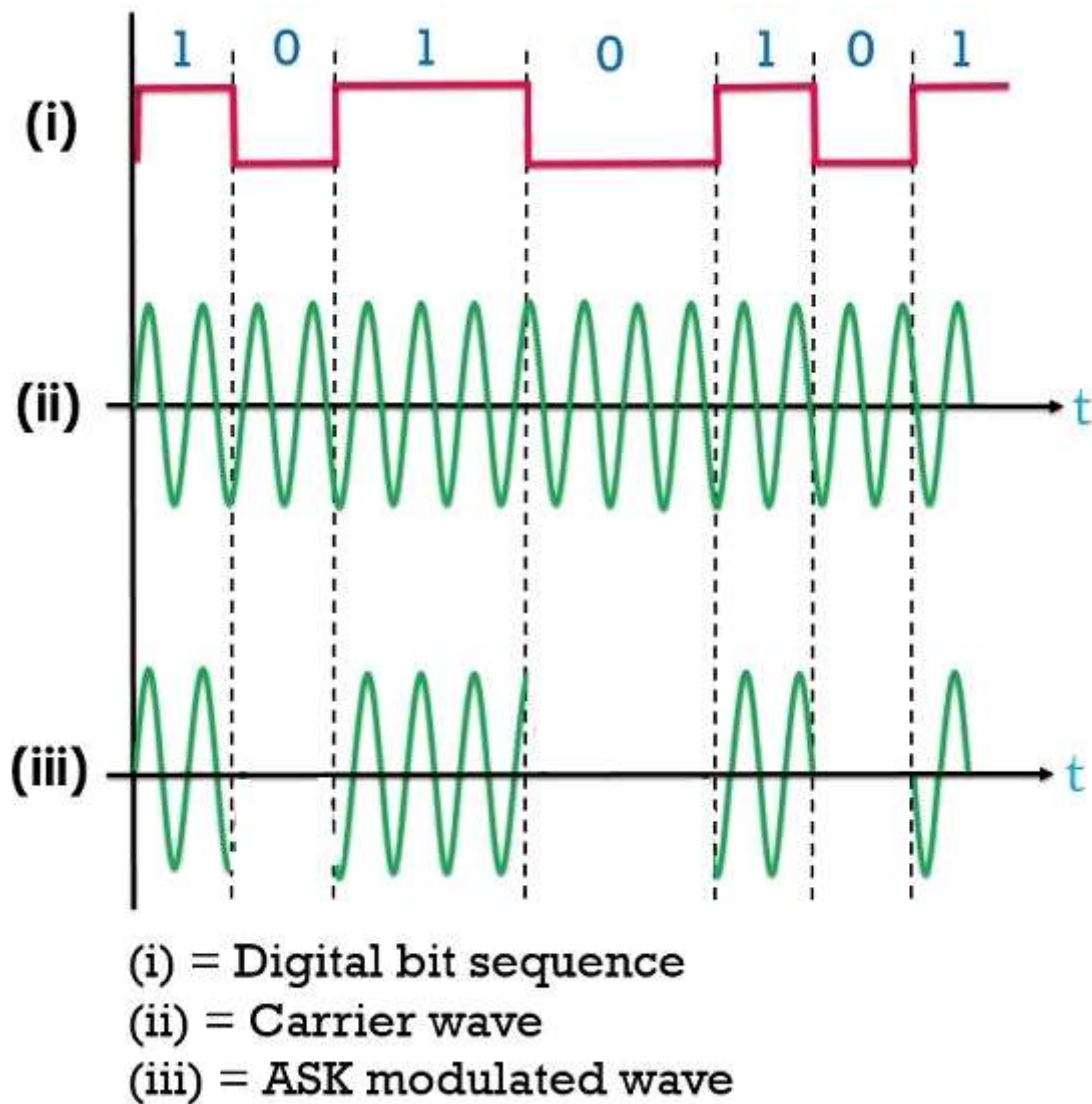 1 0 1 0 1 0 1
(i)
(ii) t
(iii) t
(i) = Digital bit sequence
(ii) = Carrier wave
(iii) = ASK modulated wave